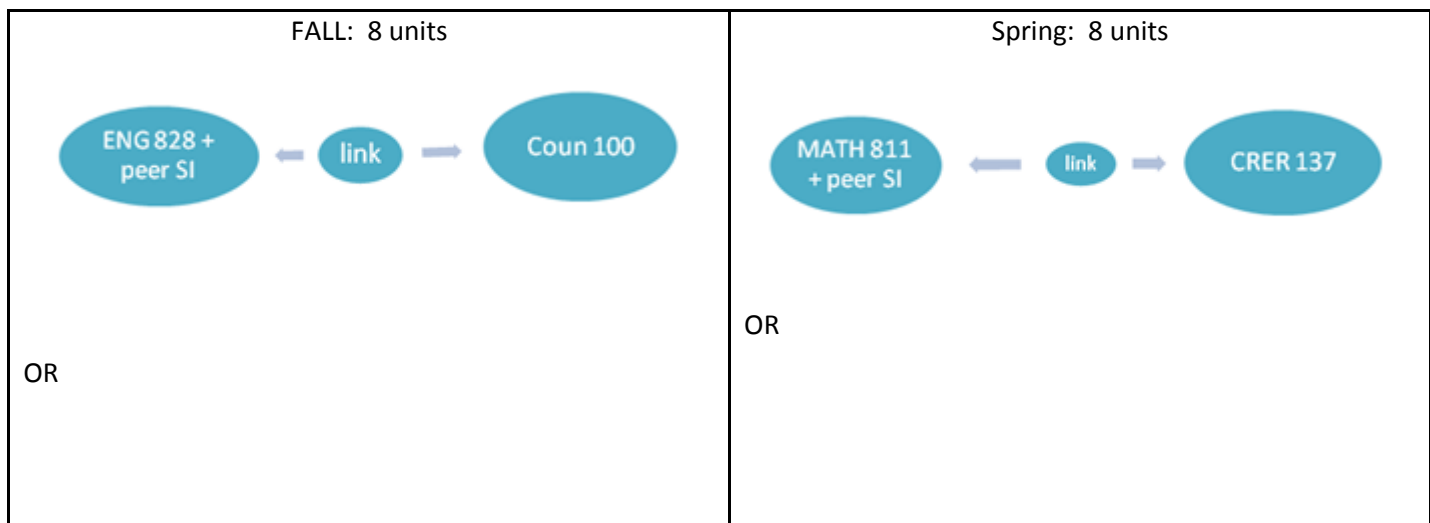 FALL: 8 units
ENG 828 +
peer SI
link
Coun 100
OR
Spring: 8 units
MATH 811
+ peer SI
link
CRER 137
OR